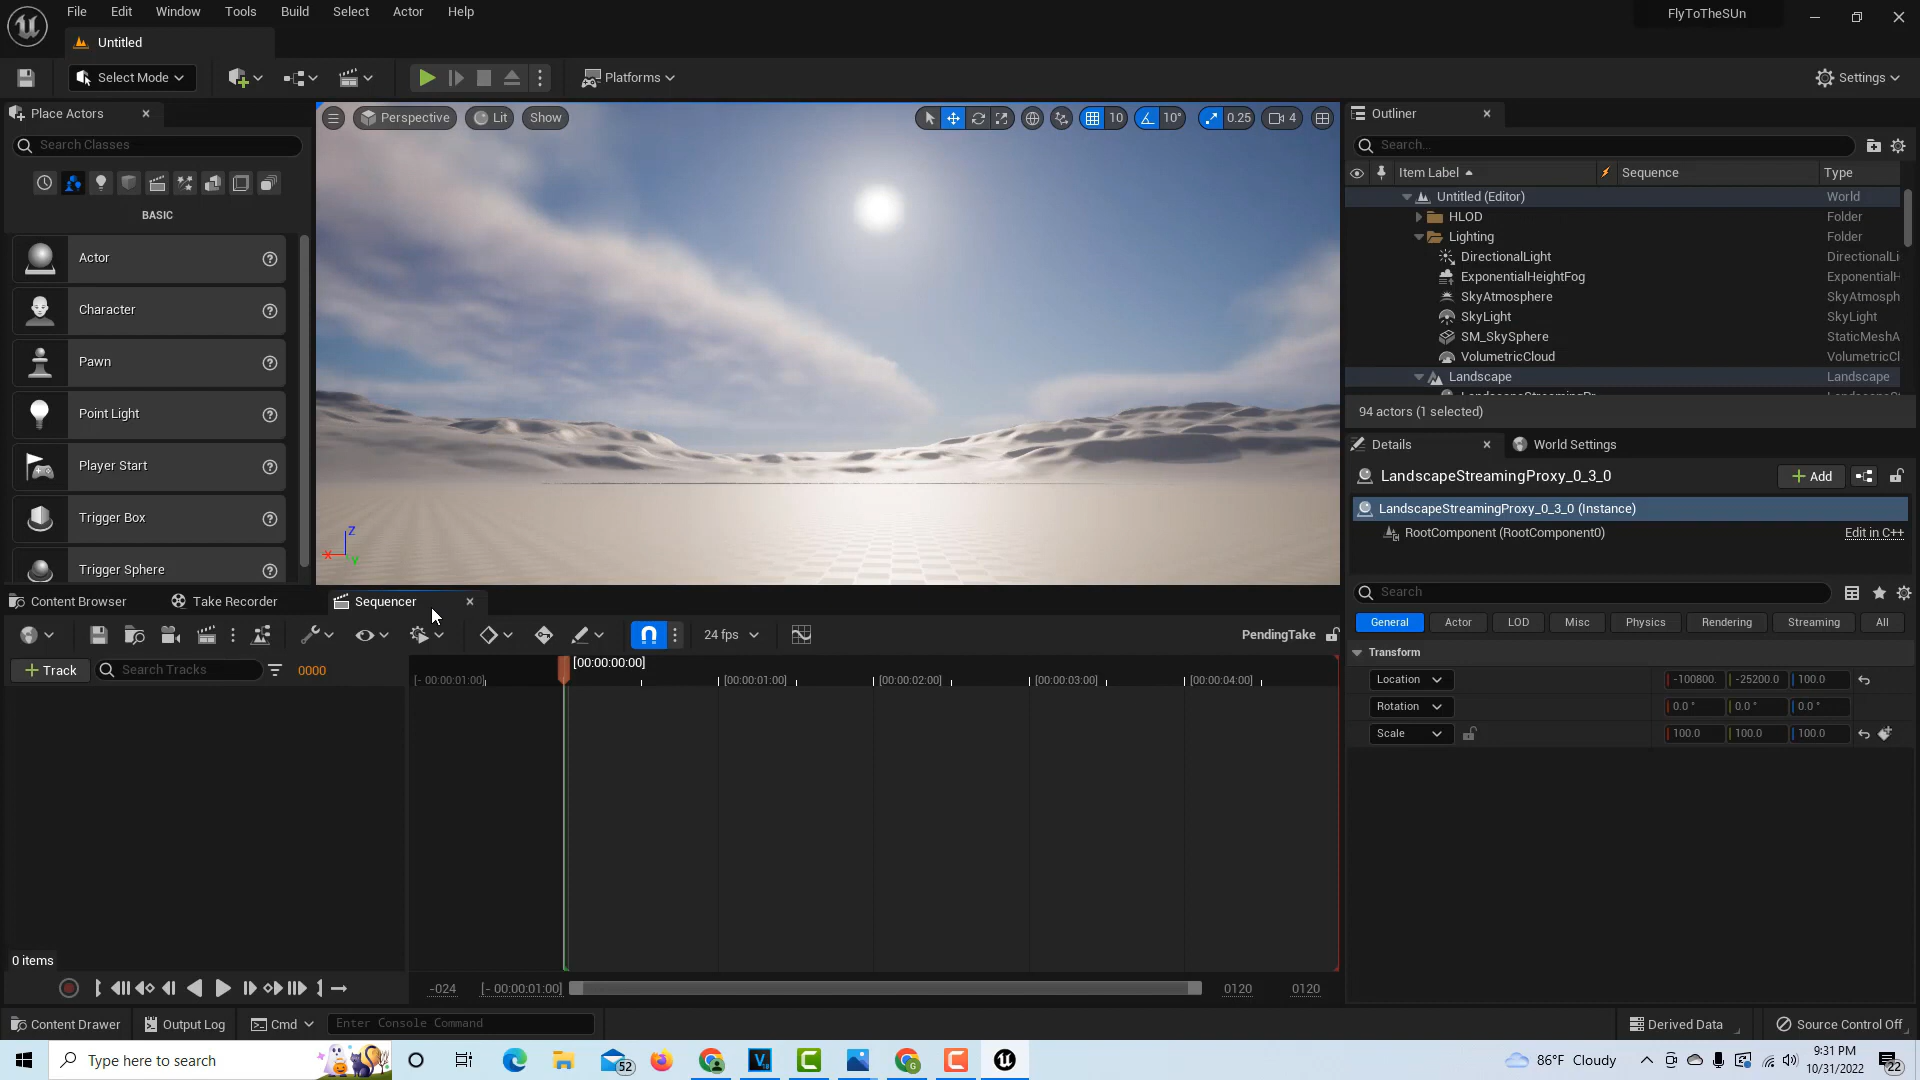 File Edit Window Tools Build Select Actor Help
FlyToTheSUn
Untitled
Select Mode
Platforms
Settings
Place Actors
Search Classes
BASIC
Actor
Character
Pawn
Point Light
Player Start
Trigger Box
Trigger Sphere
Perspective
Lit
Show
10
10°
0.25
4
Outliner
Search...
Item Label
Sequence
Type
Untitled (Editor)
World
HLOD
Folder
Lighting
Folder
DirectionalLight
DirectionalLi
ExponentialHeightFog
ExponentialH
SkyAtmosphere
SkyAtmosph
SkyLight
SkyLight
SM_SkySphere
StaticMeshA
VolumetricCloud
VolumetricCl
Landscape
Landscape
94 actors (1 selected)
Details
World Settings
LandscapeStreamingProxy_0_3_0
Add
LandscapeStreamingProxy_0_3_0 (Instance)
RootComponent (RootComponent0)
Edit in C++
Search
General
Actor
LOD
Misc
Physics
Rendering
Streaming
All
Transform
Location
-100800.
-25200.0
100.0
Rotation
0.0 °
0.0 °
0.0 °
Scale
100.0
100.0
100.0
Content Browser
Take Recorder
Sequencer
24 fps
PendingTake
Track
Search Tracks
0000
[00:00:00:00]
[- 00:00:01:00]
[00:00:01:00]
[00:00:02:00]
[00:00:03:00]
[00:00:04:00]
0 items
-024
[- 00:00:01:00]
0120
0120
Content Drawer
Output Log
Cmd
Enter Console Command
Derived Data
Source Control Off
Type here to search
52
86°F Cloudy
9:31 PM
10/31/2022
22